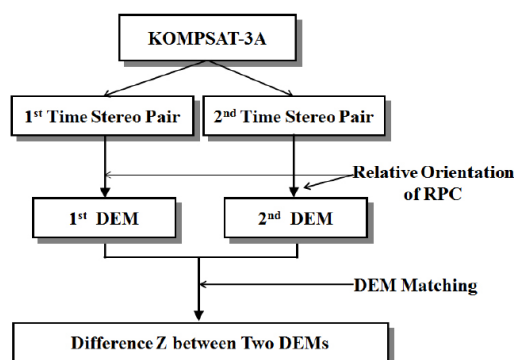 KOMPSAT-3A
1st Time Stereo Pair
2nd Time Stereo Pair
Relative Orientation
of RPC
1st DEM
2nd DEM
DEM Matching
Difference Z between Two DEMs